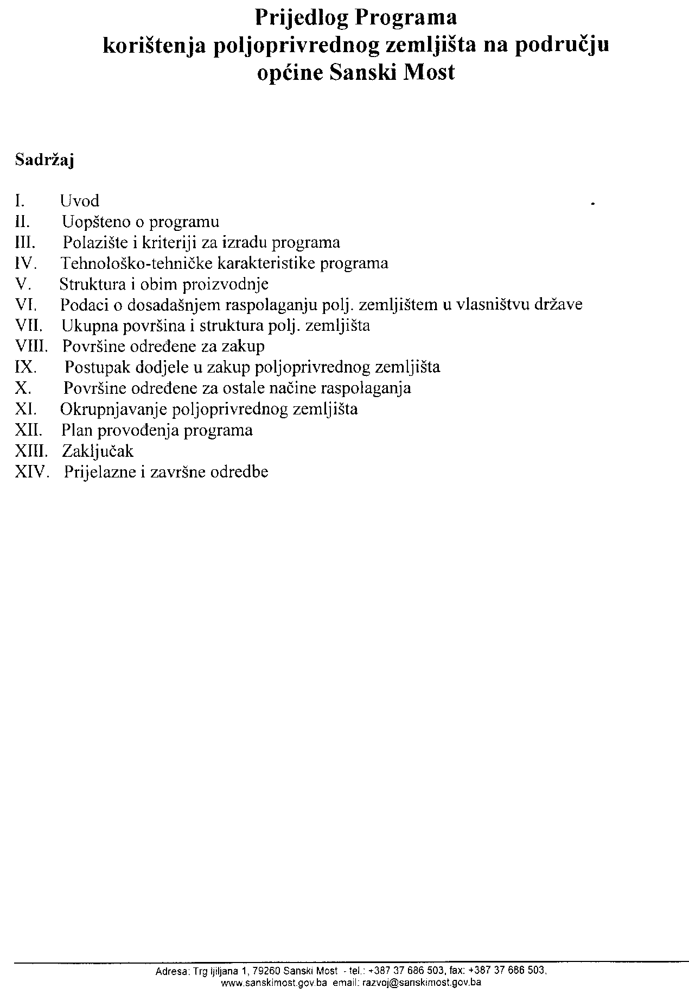 Prijedlog Programa
korištenja poljoprivrednog zemljišta na području
općine Sanski Most
Sadržaj
I. Uvod
II. Uopšteno o programu
III. Polazište i kriteriji za izradu programa
IV. Tehnološko-tehničke karakteristike programa
V. Struktura i obim proizvodnje
VI. Podaci o dosadašnjem raspolaganju polj. zemljištem u vlasništvu države
VII. Ukupna površina i struktura polj. zemljišta
VIII. Površine određene za zakup
IX. Postupak dodjele u zakup poljoprivrednog zemljišta
X. Površine određene za ostale načine raspolaganja
XI. Okrupnjavanje poljoprivrednog zemljišta
XII. Plan provođenja programa
XIII. Zaključak
XIV. Prijelazne i završne odredbe
Adresa: Trg ljiljana 1, 79260 Sanski Most - tel.: +387 37 686 503, fax: +387 37 686 503,
www.sanskimost.gov.ba email: razvoj@sanskimost.gov.ba